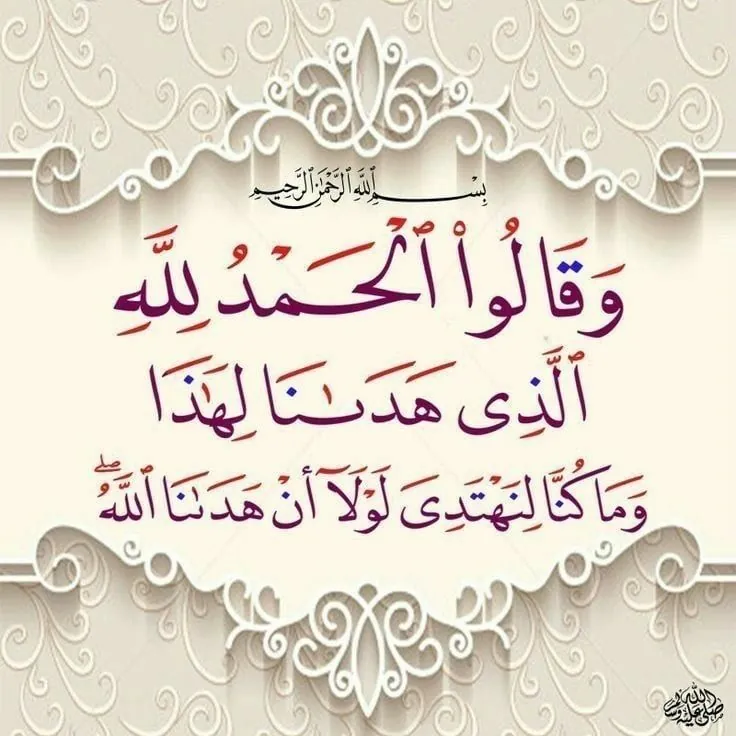 بِسْمِ ٱللَّهِ ٱلرَّحْمَٰنِ ٱلرَّحِيمِ
وَقَالُوا۟ ٱلْحَمْدُ لِلَّهِ
ٱلَّذِى هَدَىٰنَا لِهَٰذَا
وَمَا كُنَّا لِنَهْتَدِىَ لَوْلَآ أَنْ هَدَىٰنَا ٱللَّهُ ۖ
صلى الله عليه وسلم